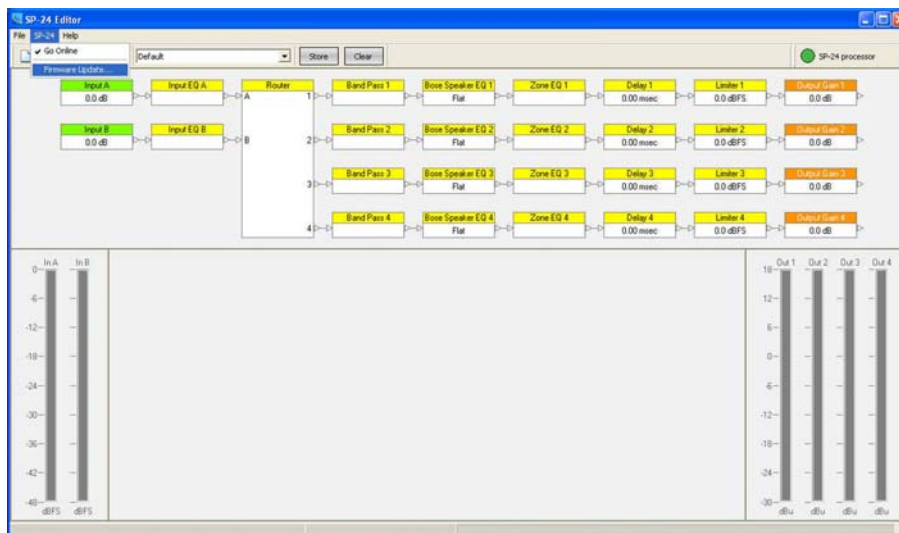 SP-24 Editor
File SP-24 Help
Go Online
Firmware Update...
Default Store Clear SP-24 processor
Input A Input EQ A Router Band Pass 1 Bose Speaker EQ 1 Zone EQ 1 Delay 1 Limiter 1 Output Gain 1
0.0 dB A 1 Flat 0.00 msec 0.0 dBFS 0.0 dB
Input B Input EQ B Band Pass 2 Bose Speaker EQ 2 Zone EQ 2 Delay 2 Limiter 2 Output Gain 2
0.0 dB B 2 Flat 0.00 msec 0.0 dBFS 0.0 dB
Band Pass 3 Bose Speaker EQ 3 Zone EQ 3 Delay 3 Limiter 3 Output Gain 3
3 Flat 0.00 msec 0.0 dBFS 0.0 dB
Band Pass 4 Bose Speaker EQ 4 Zone EQ 4 Delay 4 Limiter 4 Output Gain 4
4 Flat 0.00 msec 0.0 dBFS 0.0 dB
In A In B Out 1 Out 2 Out 3 Out 4
0 18
-6 12
-12 6
-18 0
-24 -6
-30 -12
-36 -18
-42 -24
-48 -30
dBFS dBFS dBu dBu dBu dBu